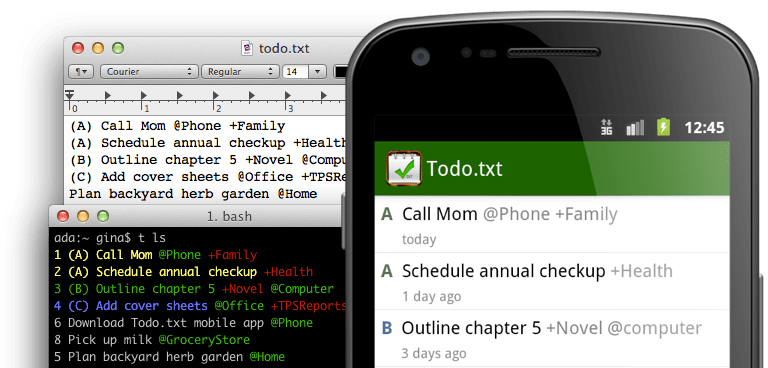 todo.txt
Courier Regular 14
0 1 2 3
(A) Call Mom @Phone +Family
(A) Schedule annual checkup +Health
(B) Outline chapter 5 +Novel @Compu
(C) Add cover sheets @Office +TPSR
Plan backyard herb garden @Home
1. bash
ada:~ gina$ t ls
1 (A) Call Mom @Phone +Family
2 (A) Schedule annual checkup +Health
3 (B) Outline chapter 5 +Novel @Computer
4 (C) Add cover sheets @Office +TPSReports
6 Download Todo.txt mobile app @Phone
8 Pick up milk @GroceryStore
5 Plan backyard herb garden @Home
3G 12:45
Todo.txt
A Call Mom @Phone +Family
today
A Schedule annual checkup +Health
1 day ago
B Outline chapter 5 +Novel @computer
3 days ago